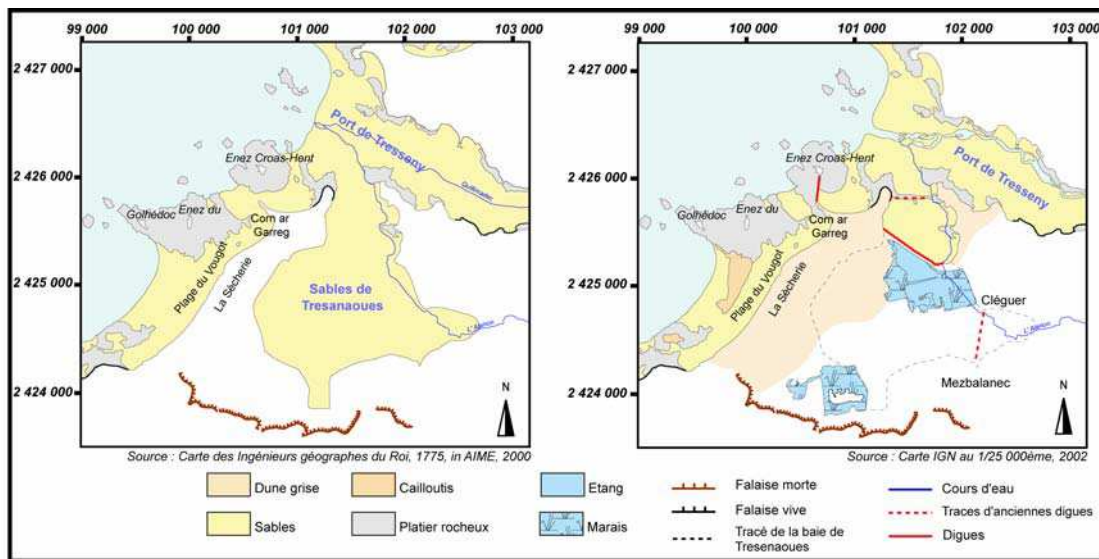 99 000 100 000 101 000 102 000 103 000
2 427 000
2 426 000
2 425 000
2 424 000
Port de Tresseny
Quillimadec
Enez Croas-Hent
Enez du
Golhédoc
Corn ar
Garreg
Plage du Vougot
La Sècherie
Sables de
Tresanaoues
N
Source : Carte des Ingénieurs géographes du Roi, 1775, in AIME, 2000
99 000 100 000 101 000 102 000 103 000
2 427 000
2 426 000
2 425 000
2 424 000
Enez Croas-Hent
Port de Tresseny
Golhédoc
Enez du
Corn ar
Garreg
Plage du Vougot
La Sècherie
Cléguer
Mezbalanec
N
Source : Carte IGN au 1/25 000ème, 2002
Dune grise
Cailloutis
Etang
Falaise morte
Cours d'eau
Sables
Platier rocheux
Marais
Falaise vive
Traces d'anciennes digues
Tracé de la baie de
Tresenaoues
Digues